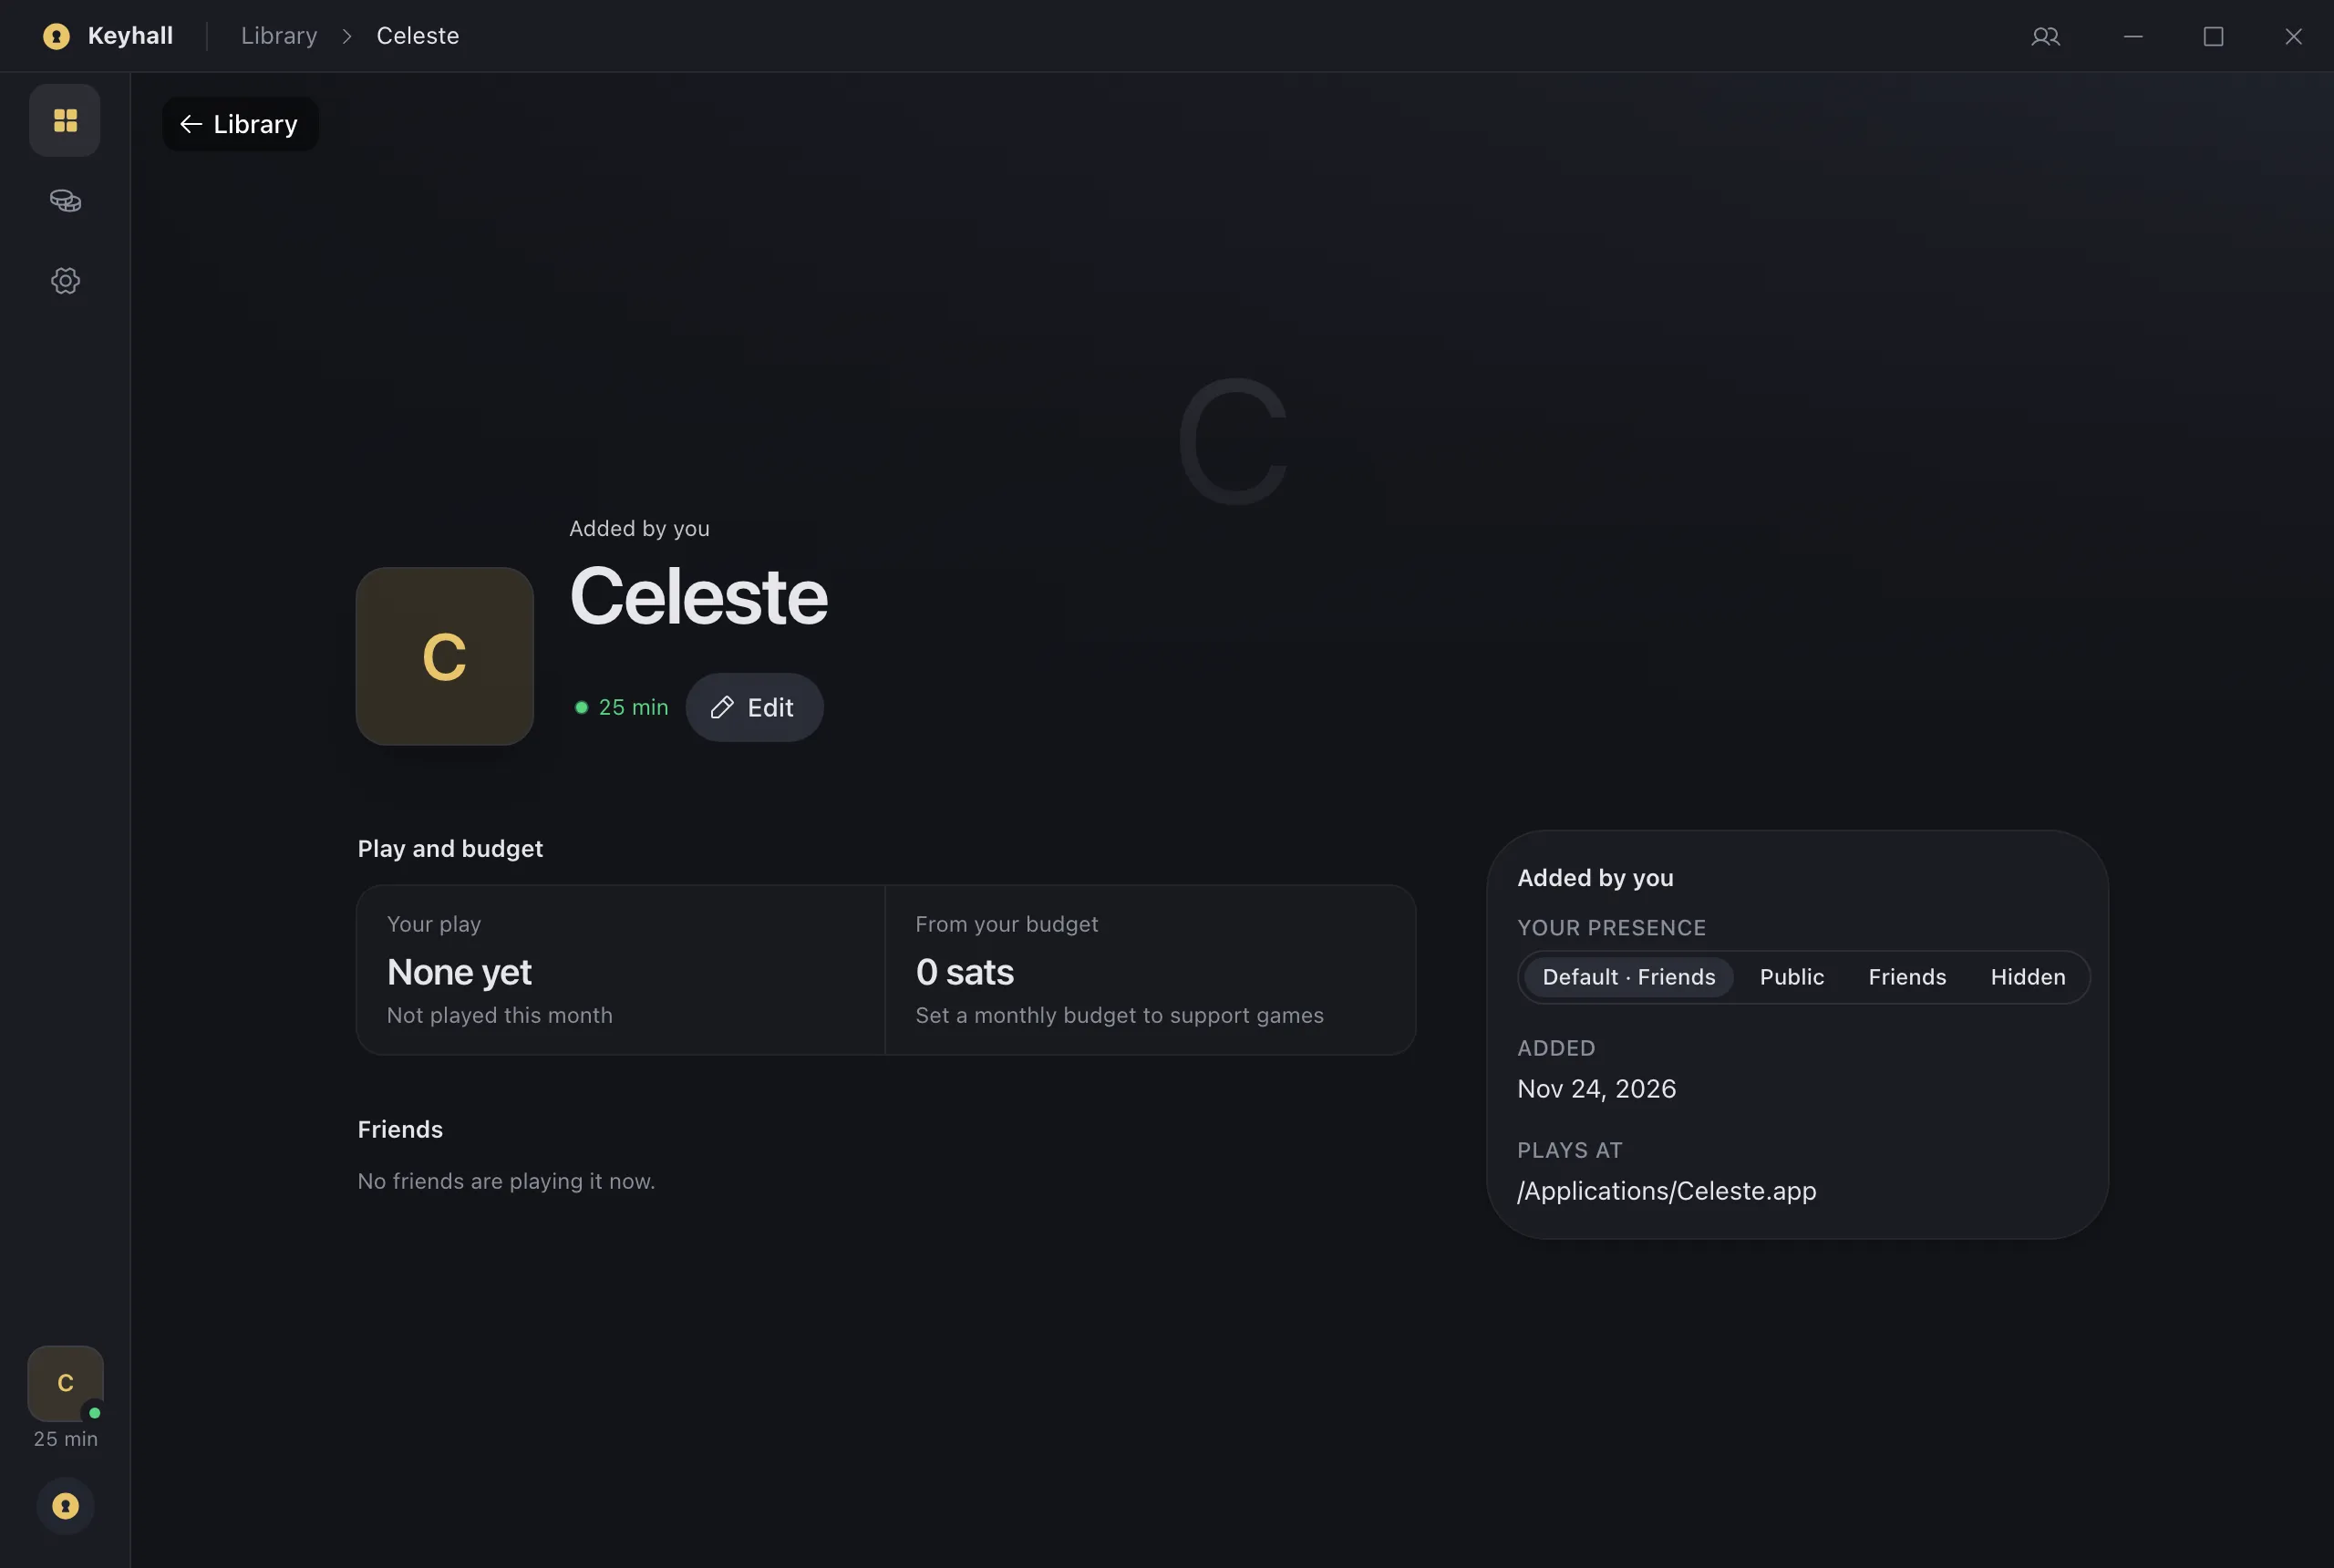 Keyhall
Library > Celeste
Library
C
Added by you
C
Celeste
25 min
Edit
Play and budget
Your play
None yet
Not played this month
From your budget
0 sats
Set a monthly budget to support games
Friends
No friends are playing it now.
Added by you
YOUR PRESENCE
Default · Friends Public Friends Hidden
ADDED
Nov 24, 2026
PLAYS AT
/Applications/Celeste.app
C
25 min